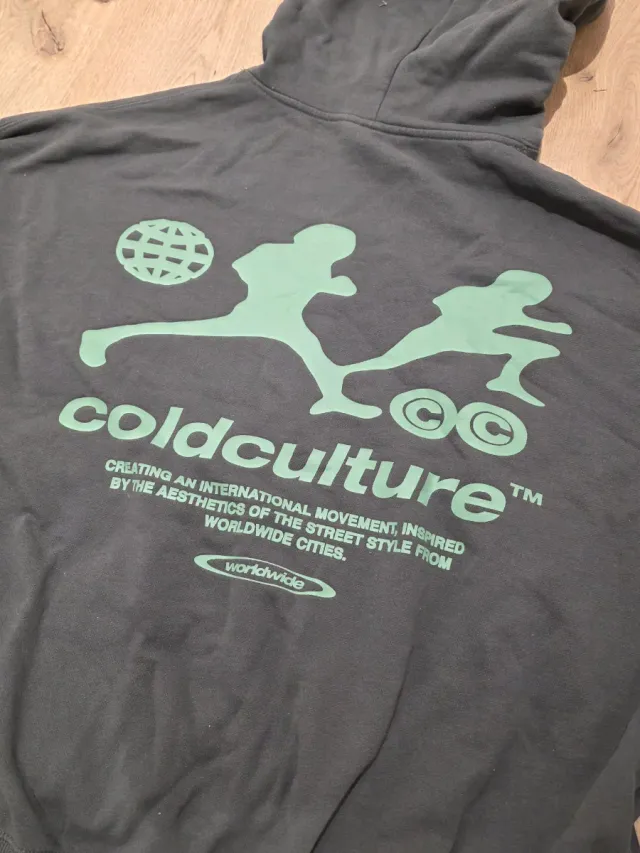 ©©
coldculture™
CREATING AN INTERNATIONAL MOVEMENT, INSPIRED
BY THE AESTHETICS OF THE STREET STYLE FROM
WORLDWIDE CITIES.
worldwide